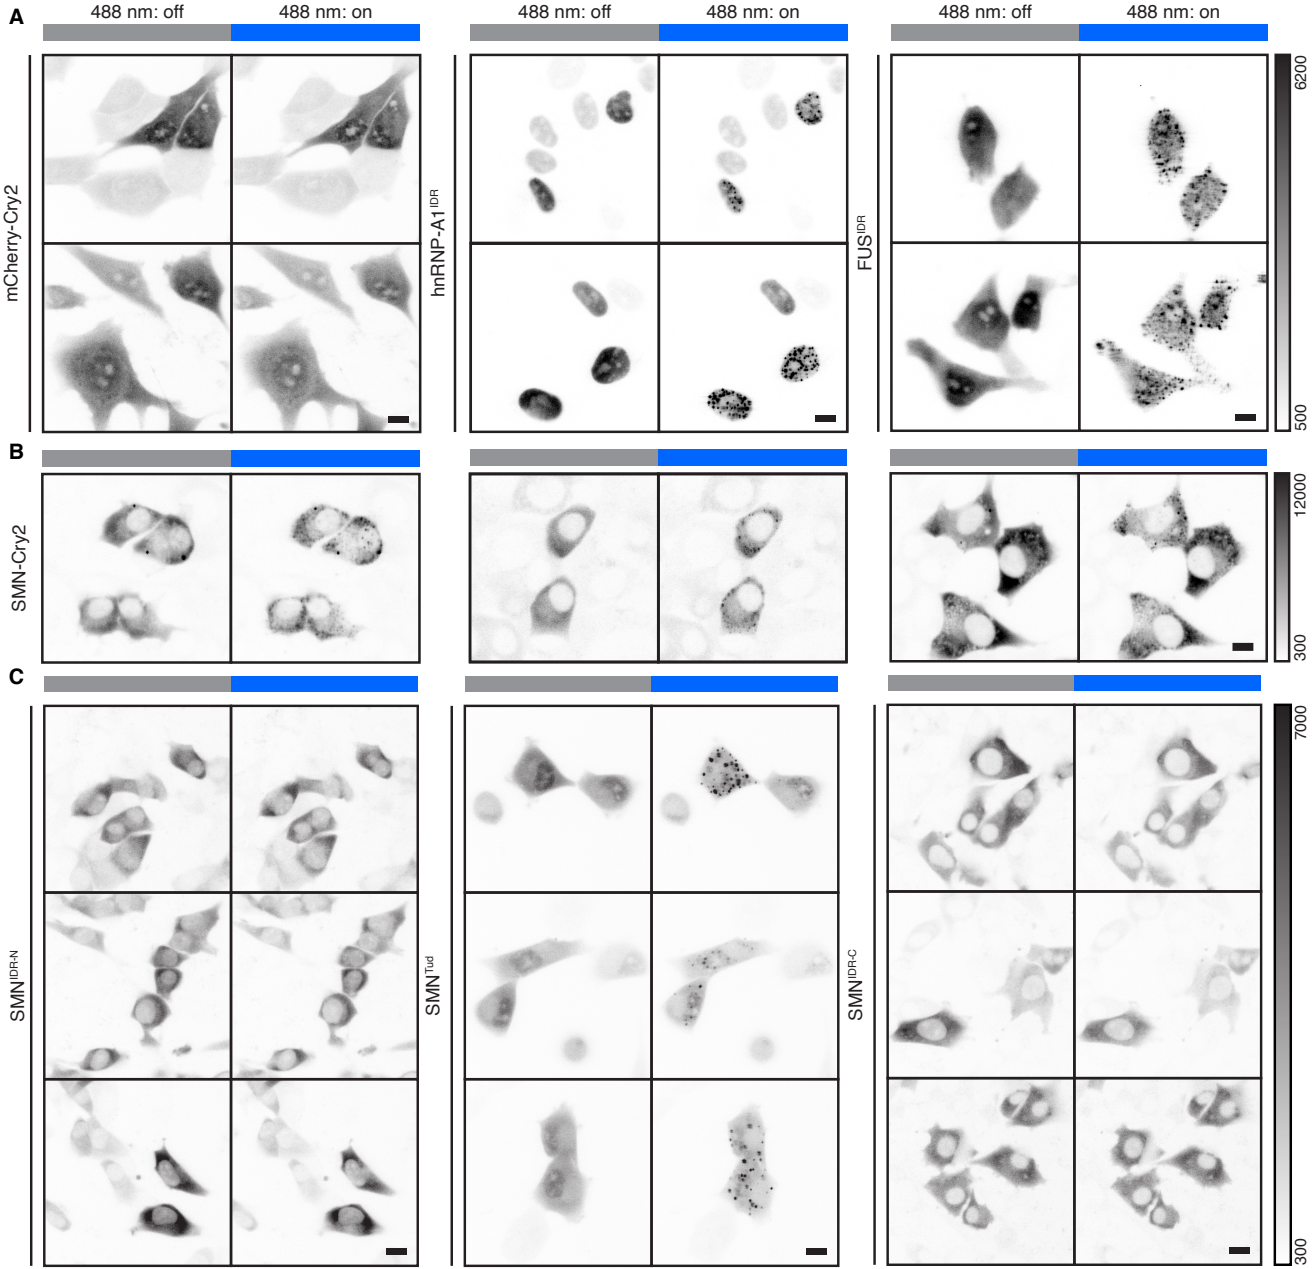 A
488 nm: off 488 nm: on
488 nm: off 488 nm: on
488 nm: off 488 nm: on
mCherry-Cry2
hnRNP-A1IDR
FUSIDR
6200
500
B
SMN-Cry2
12000
300
C
SMNIDR-N
SMNTud
SMNIDR-C
7000
300